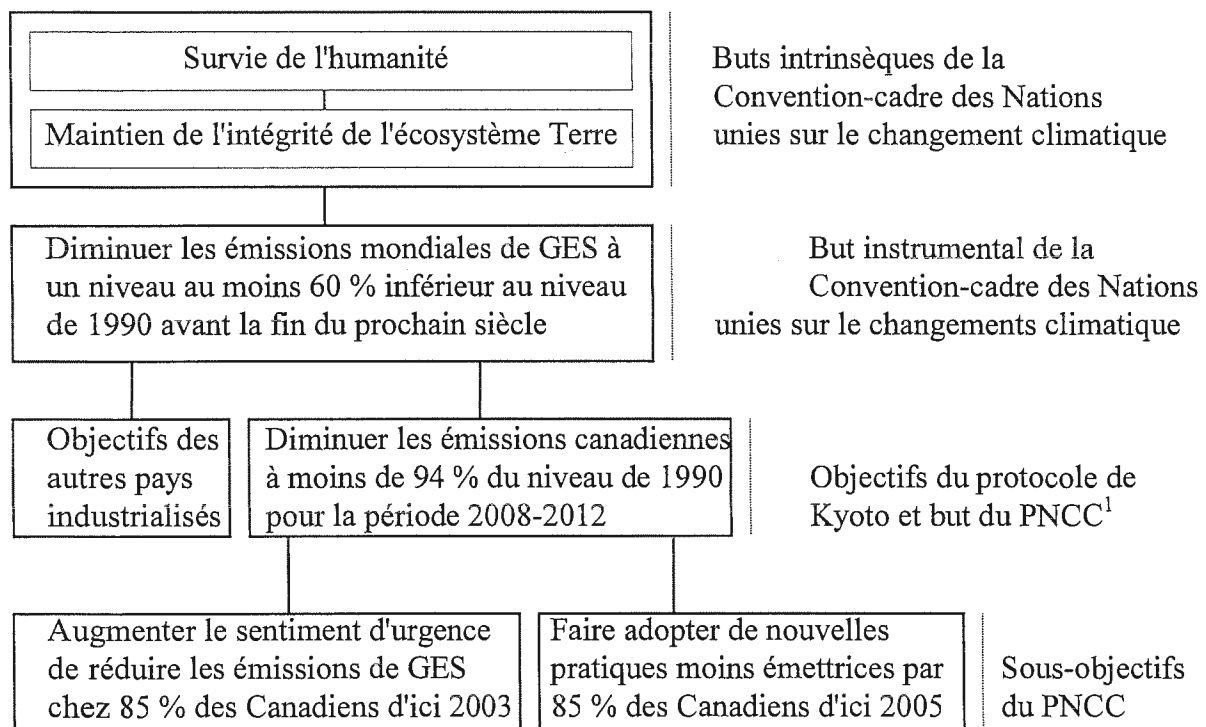 Survie de l'humanité
Maintien de l'intégrité de l'écosystème Terre
Buts intrinsèques de la
Convention-cadre des Nations
unies sur le changement climatique
Diminuer les émissions mondiales de GES à
un niveau au moins 60 % inférieur au niveau
de 1990 avant la fin du prochain siècle
But instrumental de la
Convention-cadre des Nations
unies sur le changements climatique
Objectifs des
autres pays
industrialisés
Diminuer les émissions canadiennes
à moins de 94 % du niveau de 1990
pour la période 2008-2012
Objectifs du protocole de
Kyoto et but du PNCC¹
Augmenter le sentiment d'urgence
de réduire les émissions de GES
chez 85 % des Canadiens d'ici 2003
Faire adopter de nouvelles
pratiques moins émettrices par
85 % des Canadiens d'ici 2005
Sous-objectifs
du PNCC